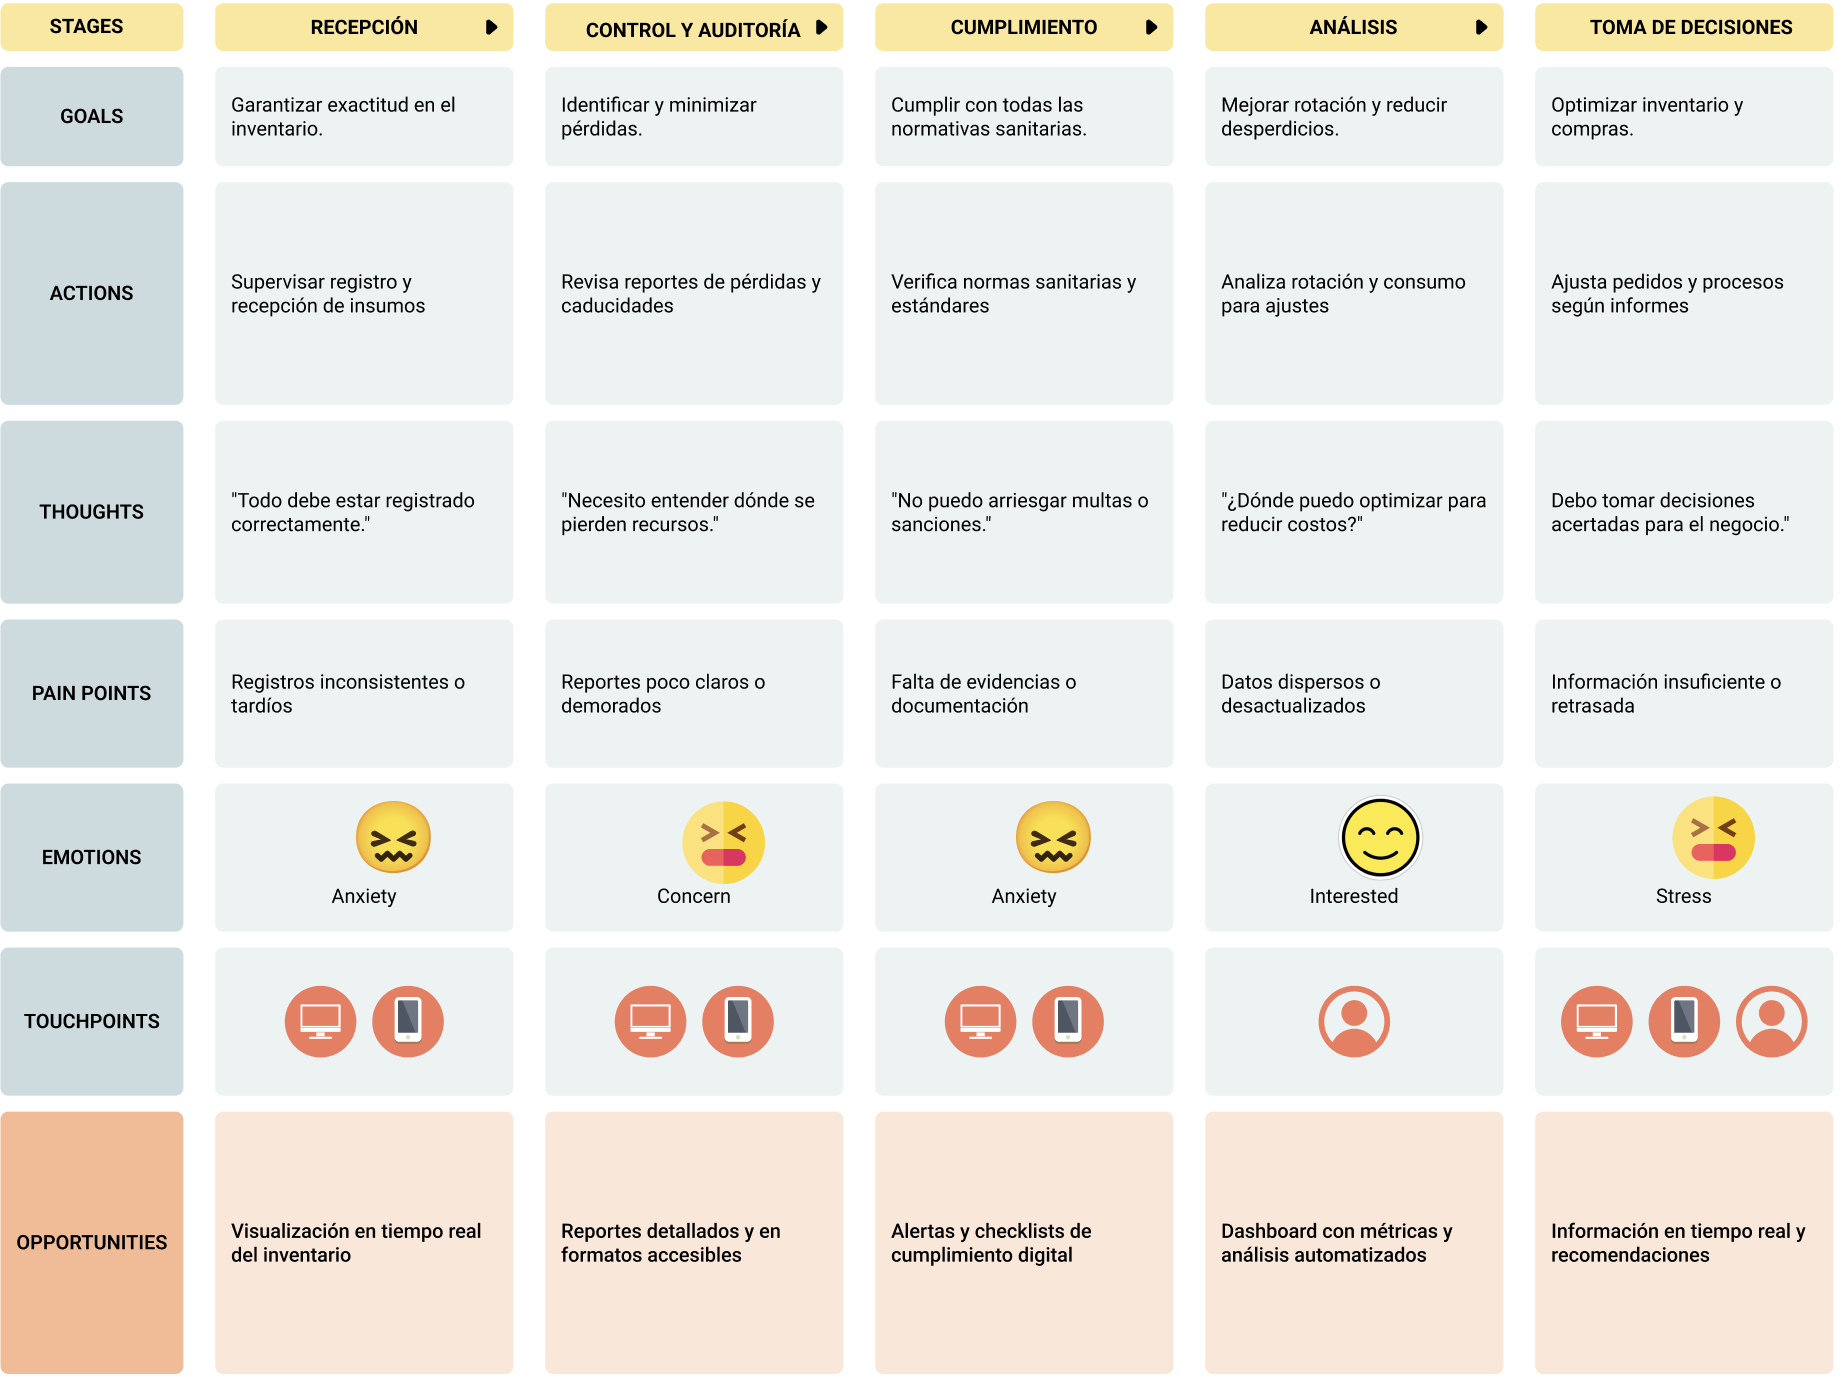 STAGES
RECEPCIÓN
CONTROL Y AUDITORÍA
CUMPLIMIENTO
ANÁLISIS
TOMA DE DECISIONES
GOALS
Garantizar exactitud en el
inventario.
Identificar y minimizar
pérdidas.
Cumplir con todas las
normativas sanitarias.
Mejorar rotación y reducir
desperdicios.
Optimizar inventario y
compras.
ACTIONS
Supervisar registro y
recepción de insumos
Revisa reportes de pérdidas y
caducidades
Verifica normas sanitarias y
estándares
Analiza rotación y consumo
para ajustes
Ajusta pedidos y procesos
según informes
THOUGHTS
"Todo debe estar registrado
correctamente."
"Necesito entender dónde se
pierden recursos."
"No puedo arriesgar multas o
sanciones."
"¿Dónde puedo optimizar para
reducir costos?"
Debo tomar decisiones
acertadas para el negocio."
PAIN POINTS
Registros inconsistentes o
tardíos
Reportes poco claros o
demorados
Falta de evidencias o
documentación
Datos dispersos o
desactualizados
Información insuficiente o
retrasada
EMOTIONS
Anxiety
Concern
Anxiety
Interested
Stress
TOUCHPOINTS
OPPORTUNITIES
Visualización en tiempo real
del inventario
Reportes detallados y en
formatos accesibles
Alertas y checklists de
cumplimiento digital
Dashboard con métricas y
análisis automatizados
Información en tiempo real y
recomendaciones